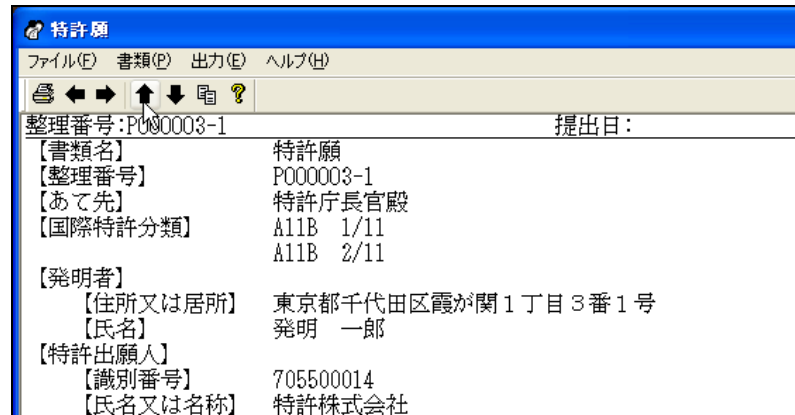 特許願
ファイル(F) 書類(P) 出力(E) ヘルプ(H)
整理番号:P000003-1 提出日:
【書類名】 特許願
【整理番号】 P000003-1
【あて先】 特許庁長官殿
【国際特許分類】 A11B 1/11
A11B 2/11
【発明者】
【住所又は居所】 東京都千代田区霞が関1丁目3番1号
【氏名】 発明 一郎
【特許出願人】
【識別番号】 705500014
【氏名又は名称】 特許株式会社